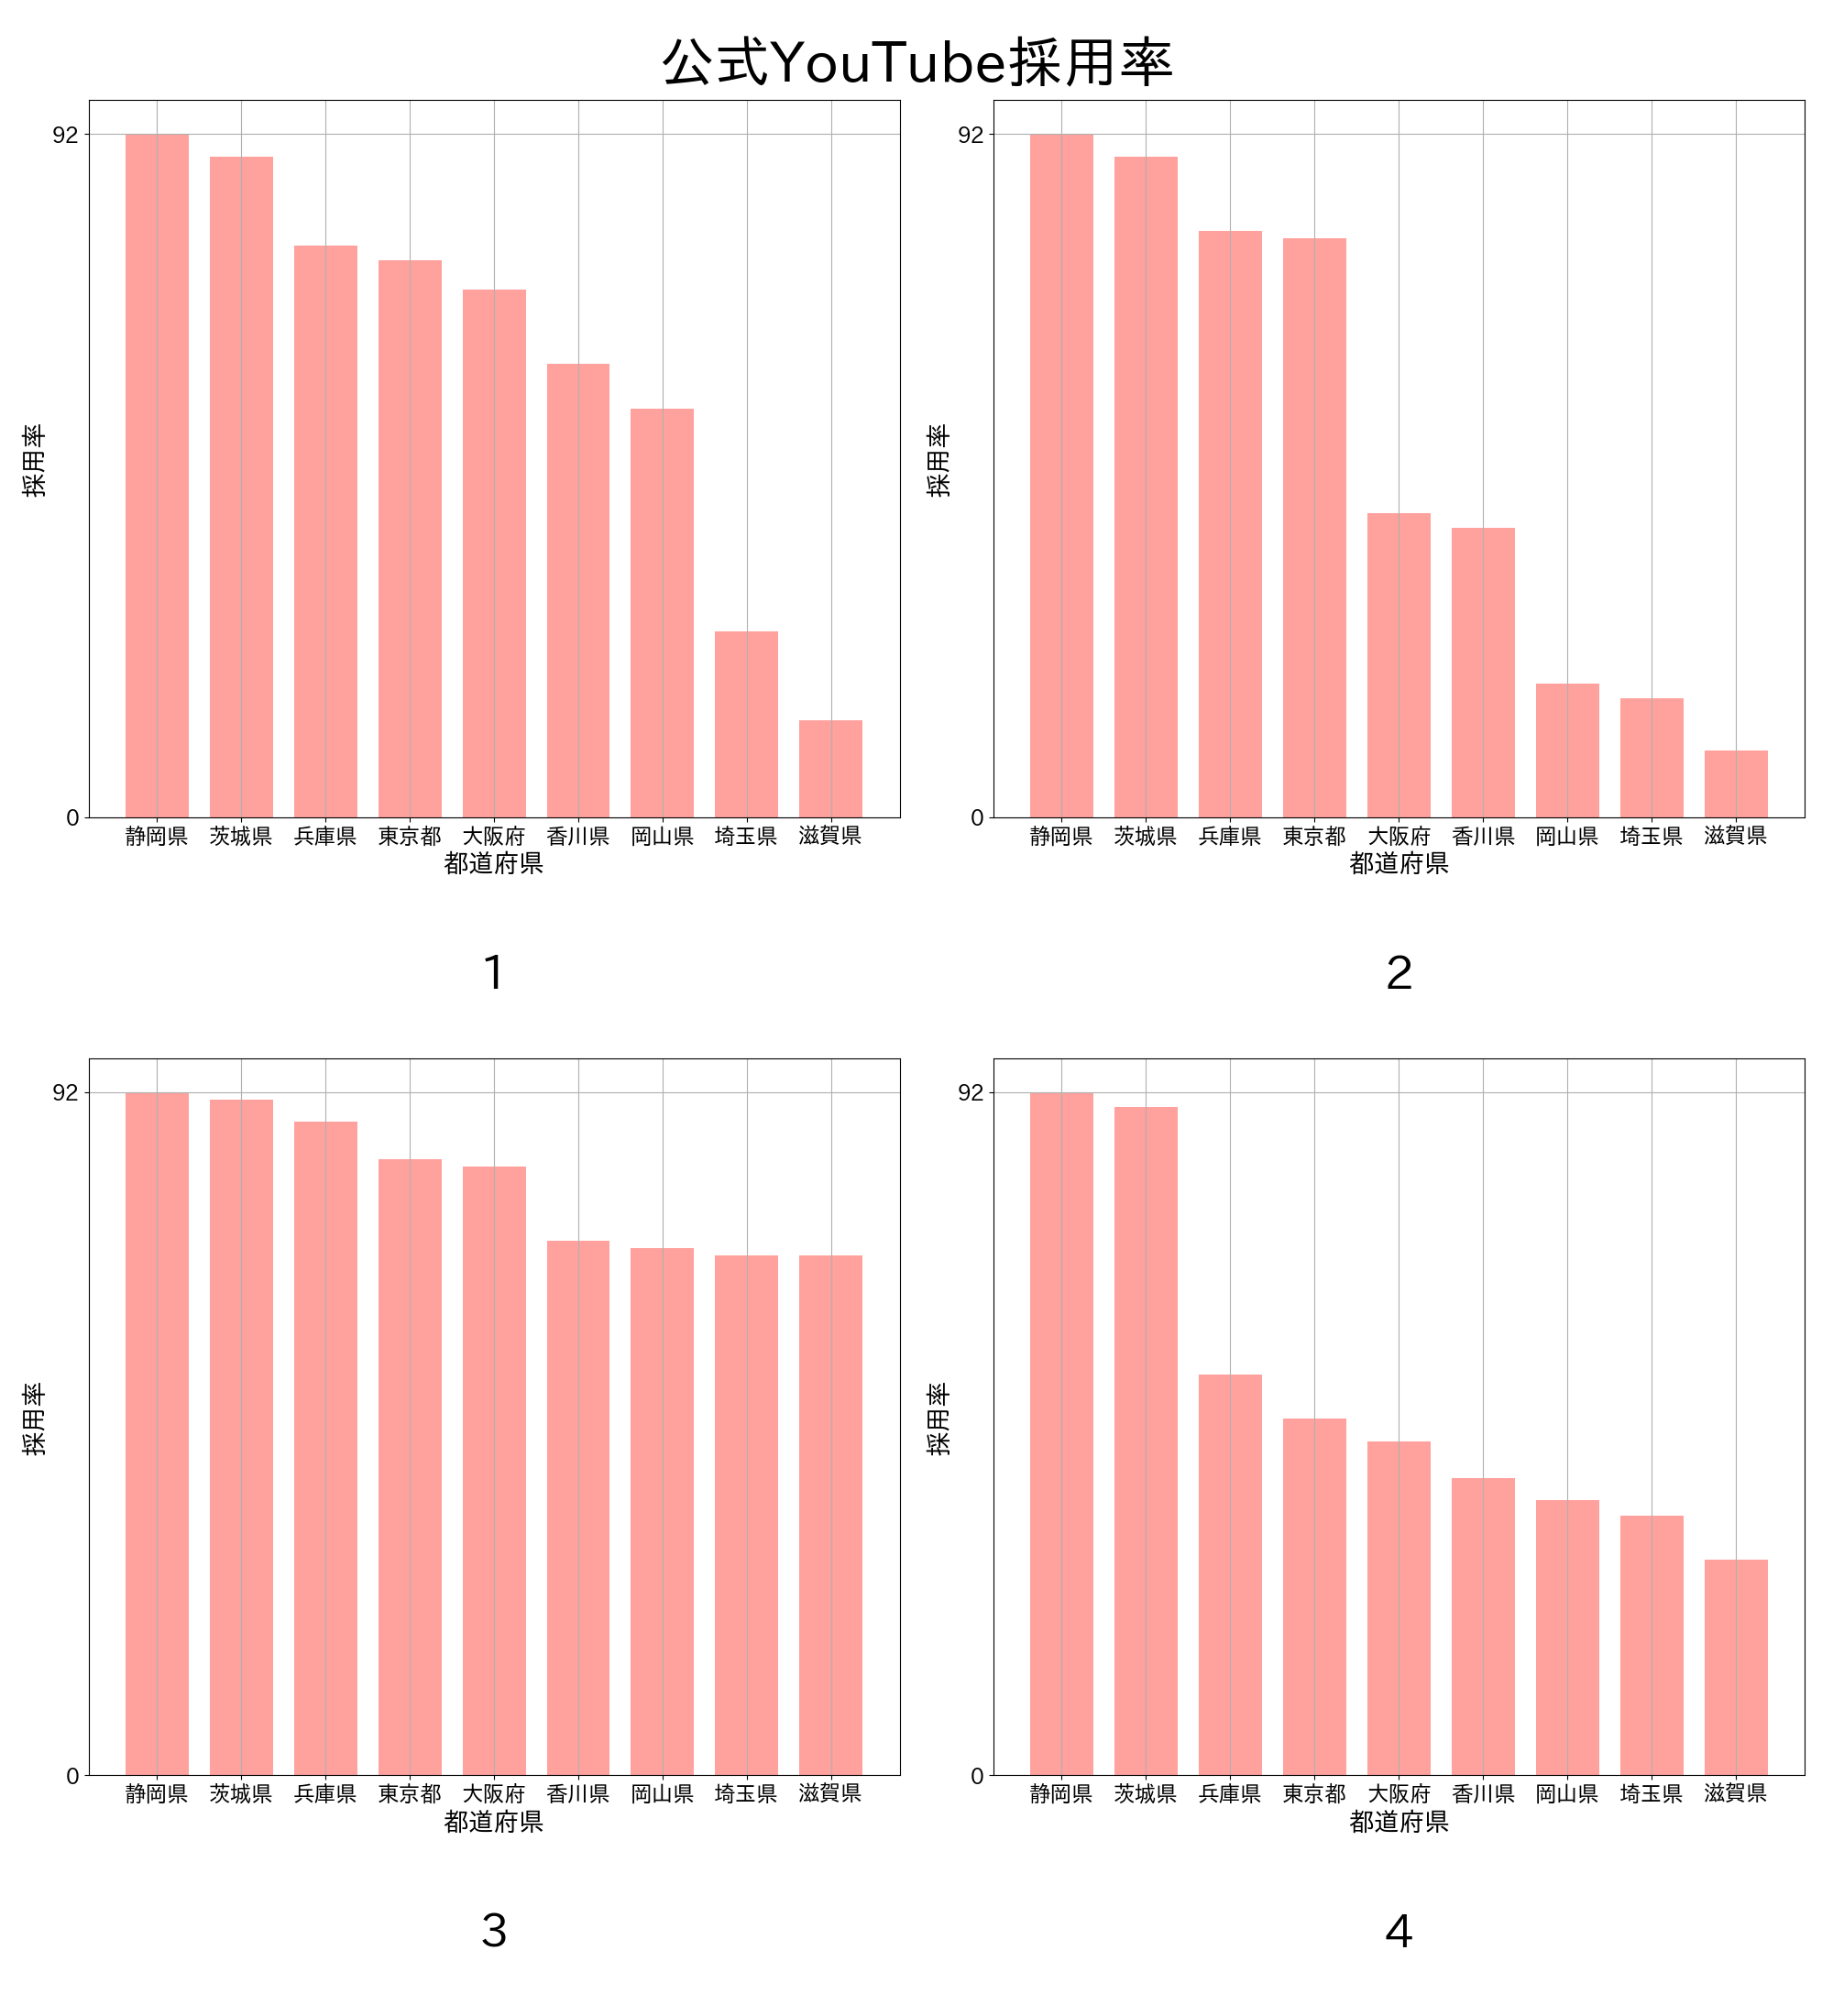 公式YouTube採用率
92
0
採用率
静岡県 茨城県 兵庫県 東京都 大阪府 香川県 岡山県 埼玉県 滋賀県
都道府県
1
92
0
採用率
静岡県 茨城県 兵庫県 東京都 大阪府 香川県 岡山県 埼玉県 滋賀県
都道府県
2
92
0
採用率
静岡県 茨城県 兵庫県 東京都 大阪府 香川県 岡山県 埼玉県 滋賀県
都道府県
3
92
0
採用率
静岡県 茨城県 兵庫県 東京都 大阪府 香川県 岡山県 埼玉県 滋賀県
都道府県
4